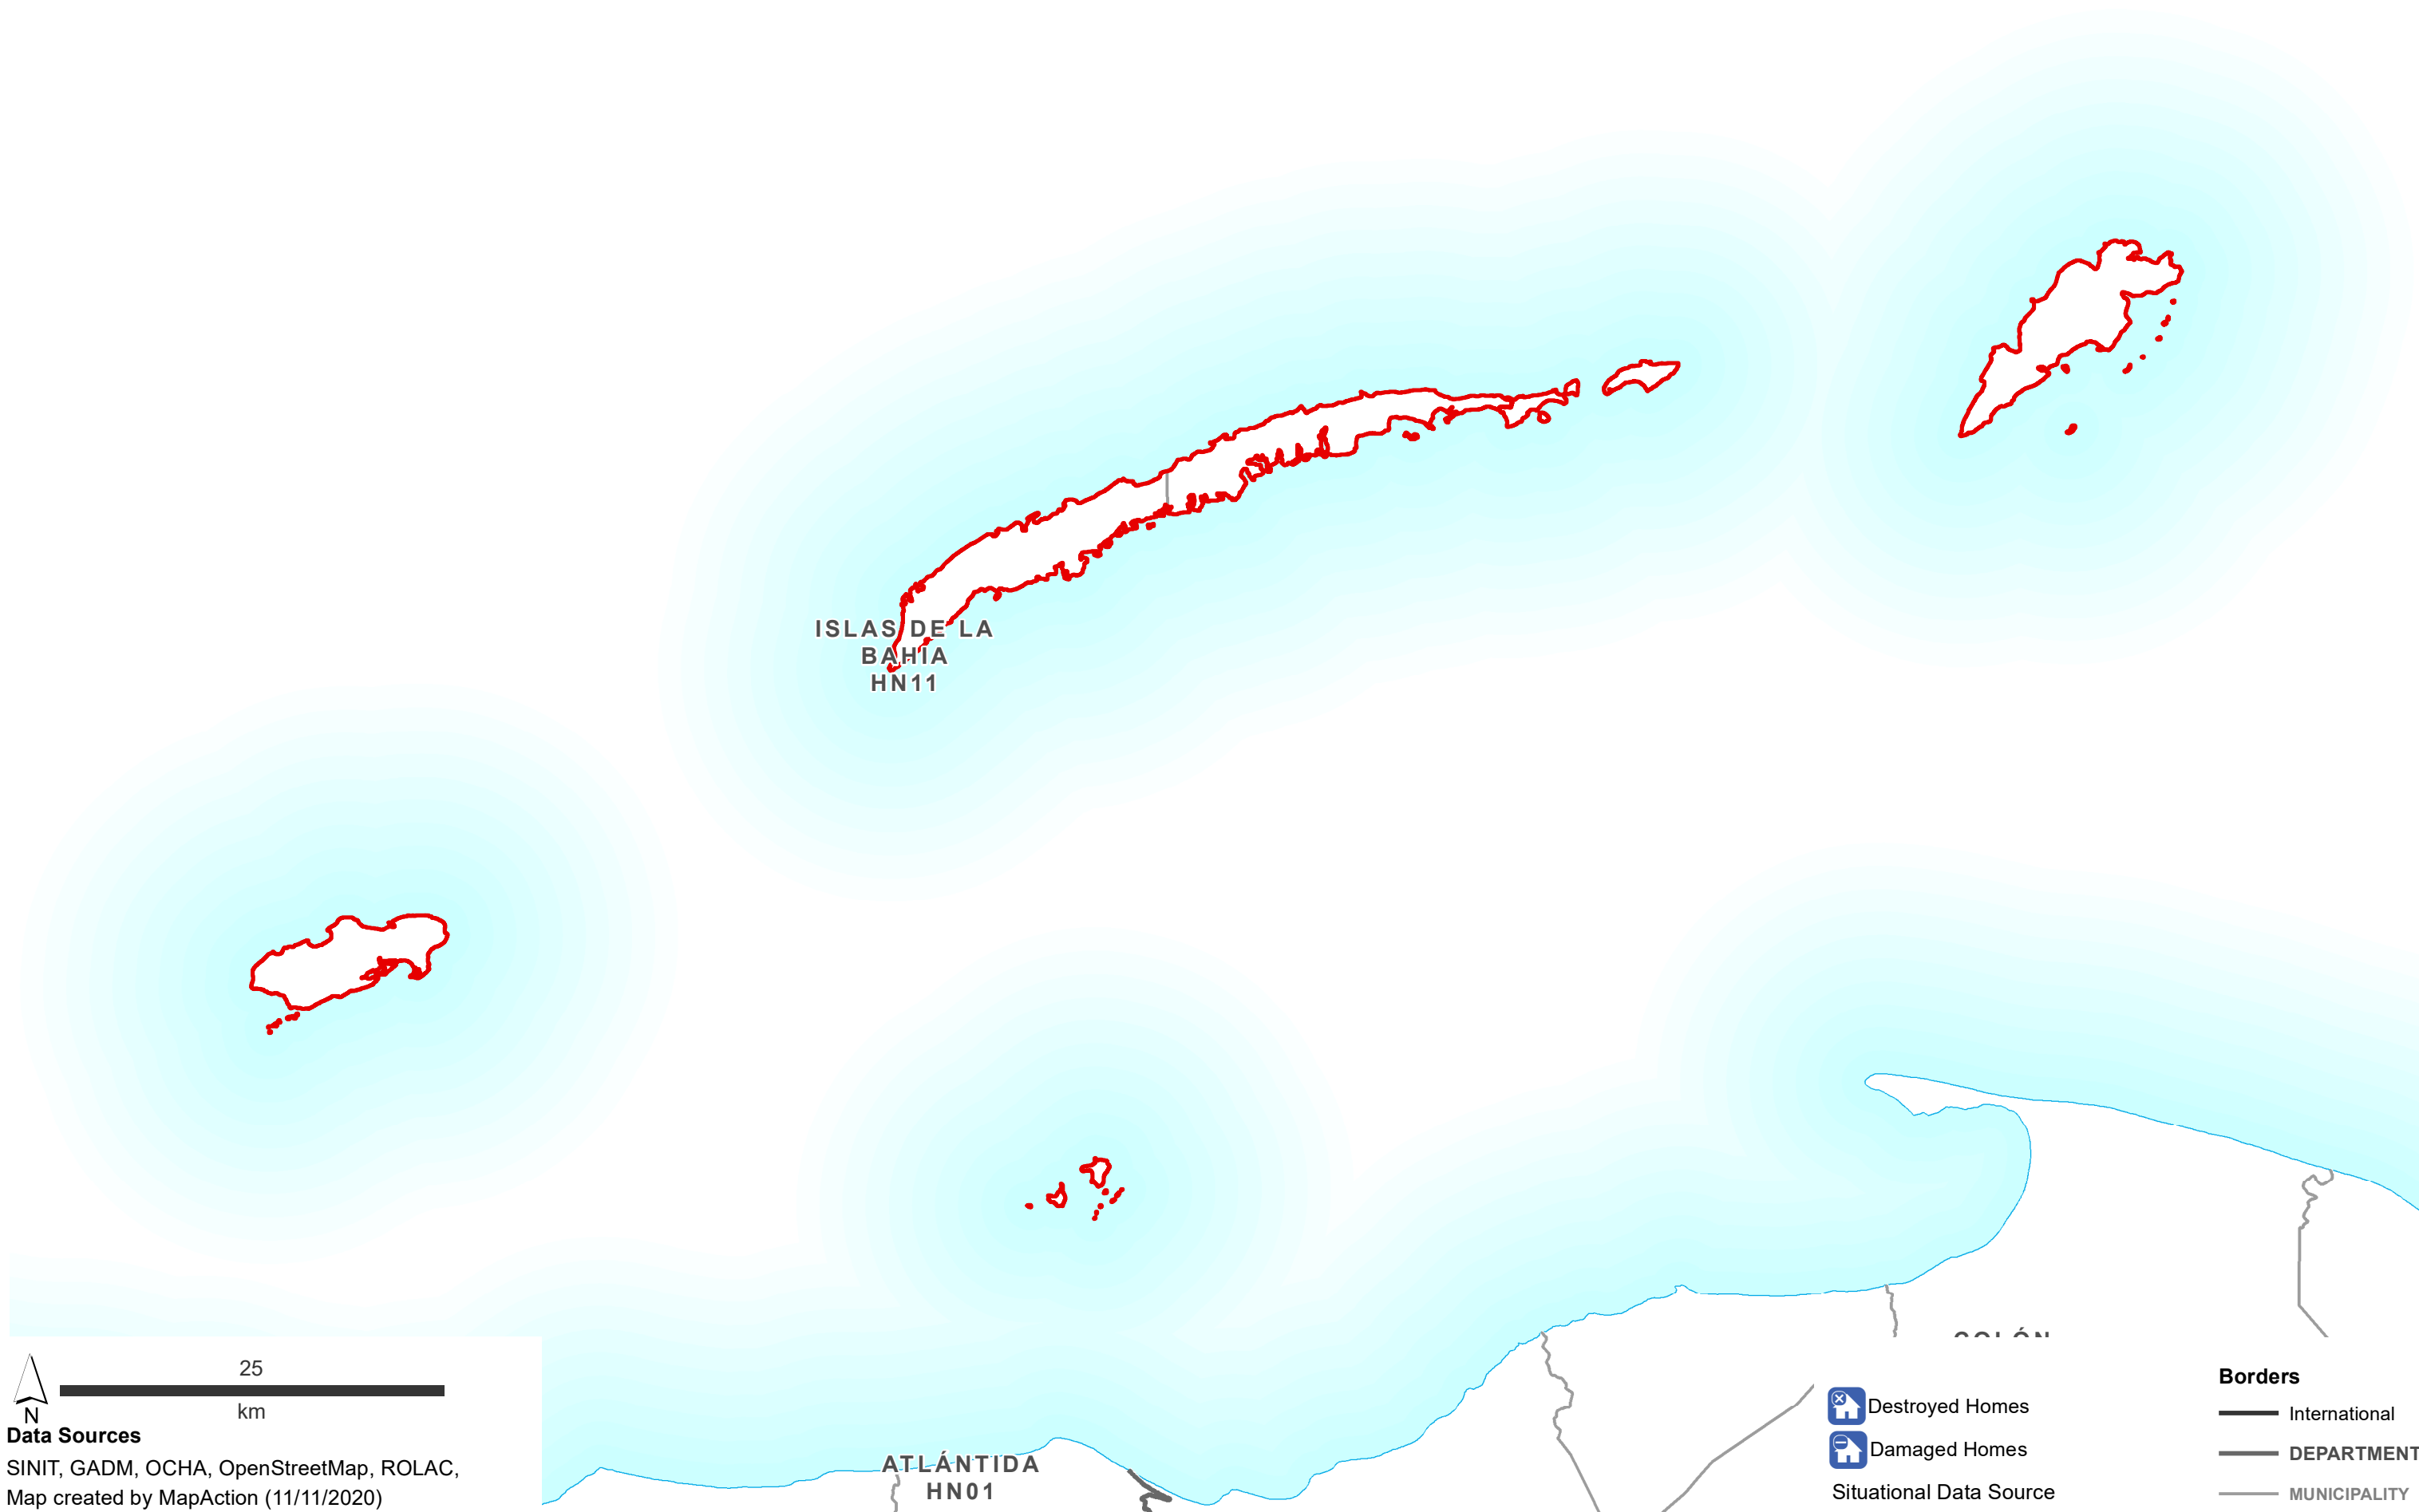 ISLAS DE LA
BAHIA
HN11
COLÓN
25
km
N
Data Sources
SINIT, GADM, OCHA, OpenStreetMap, ROLAC,
Map created by MapAction (11/11/2020)
ATLÁNTIDA
HN01
Destroyed Homes
Damaged Homes
Situational Data Source
Borders
International
DEPARTMENT
MUNICIPALITY